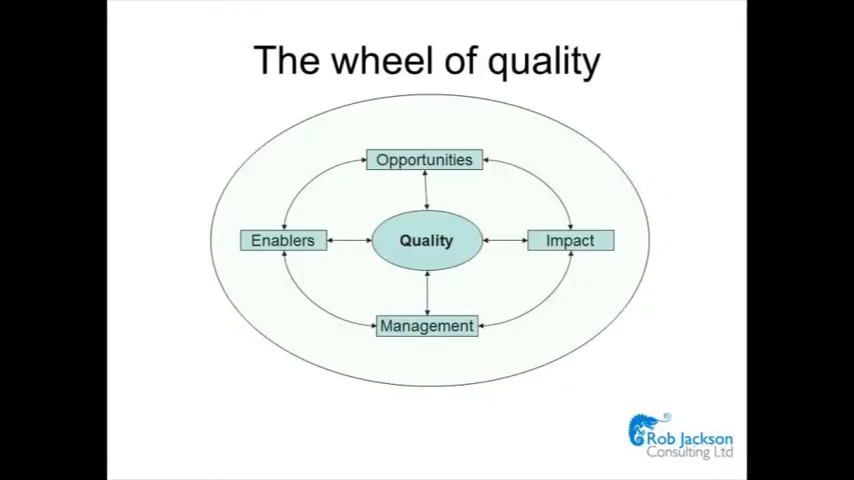 The wheel of quality
Opportunities
Enablers
Quality
Impact
Management
Rob Jackson
Consulting Ltd